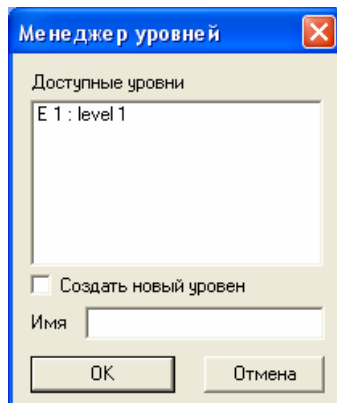 Менеджер уровней
Доступные уровни
E 1 : level 1
Создать новый уровен
Имя
OK
Отмена